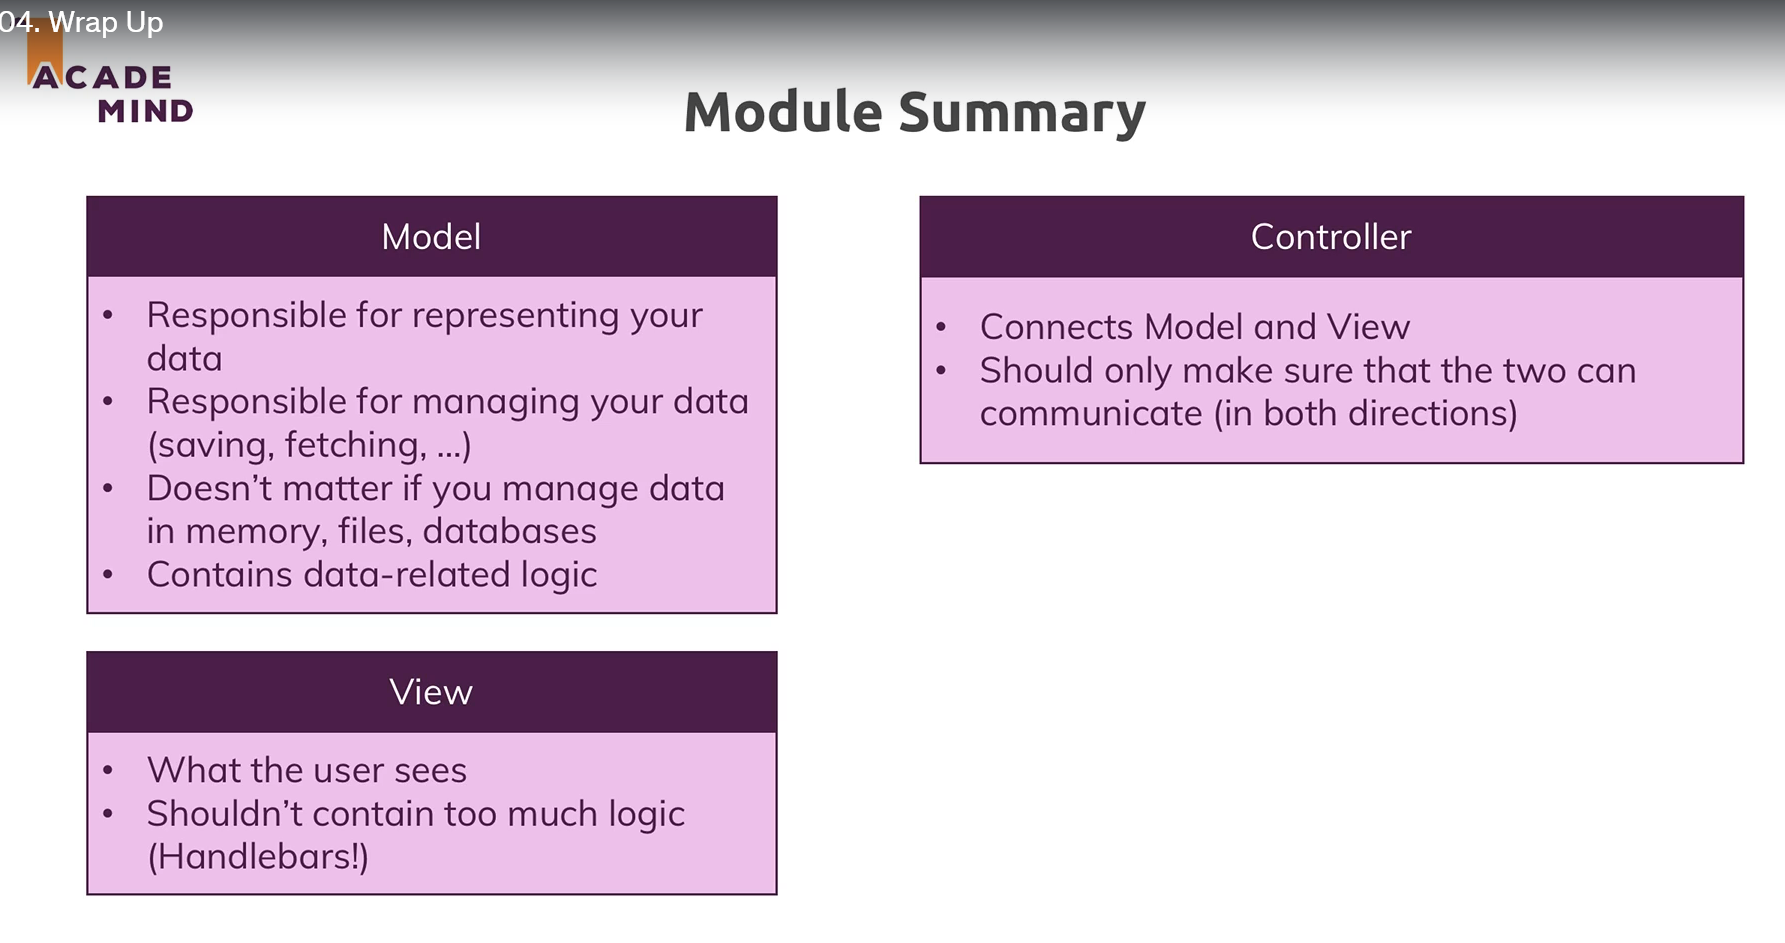 04. Wrap Up
ACADE
MIND
Module Summary
Model
• Responsible for representing your
data
• Responsible for managing your data
(saving, fetching, ...)
• Doesn’t matter if you manage data
in memory, files, databases
• Contains data-related logic
View
• What the user sees
• Shouldn’t contain too much logic
(Handlebars!)
Controller
• Connects Model and View
• Should only make sure that the two can
communicate (in both directions)